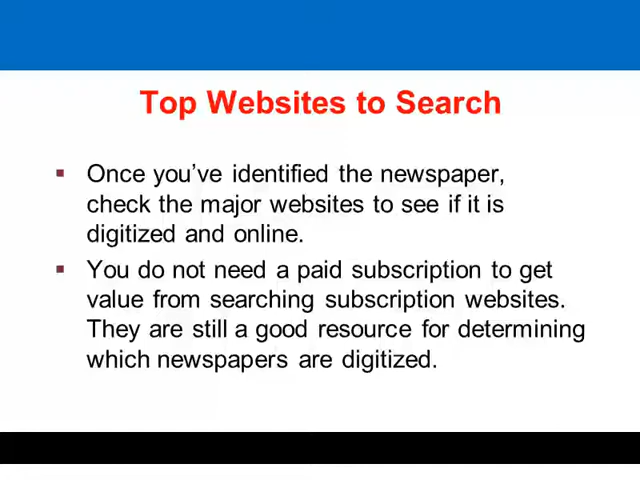 Top Websites to Search
Once you’ve identified the newspaper,
check the major websites to see if it is
digitized and online.
You do not need a paid subscription to get
value from searching subscription websites.
They are still a good resource for determining
which newspapers are digitized.